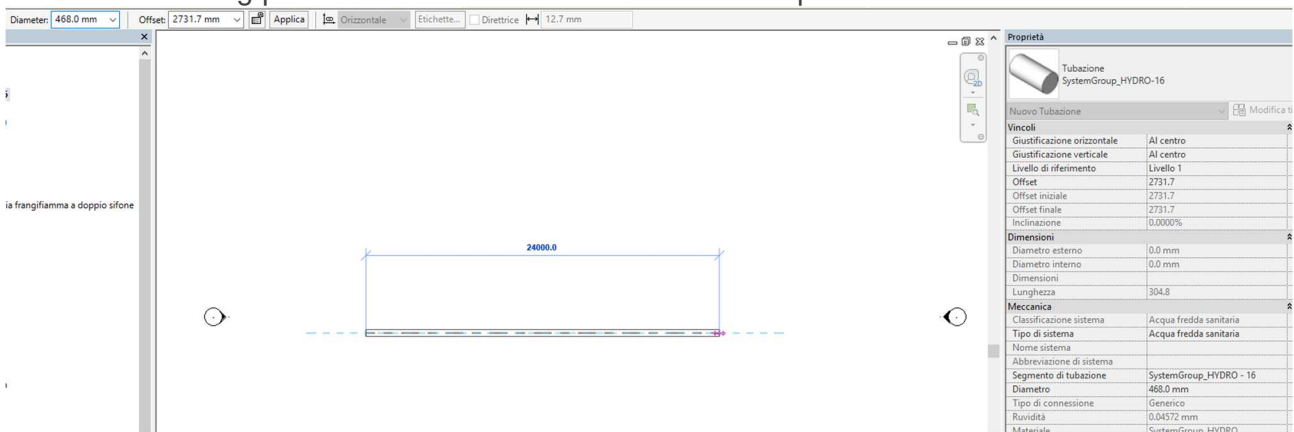 Diameter: 468.0 mm Offset: 2731.7 mm Applica Orizzontale Etichette... Direttrice 12.7 mm
Proprietà
Tubazione
SystemGroup_HYDRO-16
2D
Nuovo Tubazione Modifica ti
Vincoli
Giustificazione orizzontale Al centro
Giustificazione verticale Al centro
Livello di riferimento Livello 1
Offset 2731.7
Offset iniziale 2731.7
ia frangifiamma a doppio sifone
Offset finale 2731.7
Inclinazione 0.0000%
Dimensioni
24000.0
Diametro esterno 0.0 mm
Diametro interno 0.0 mm
Dimensioni
Lunghezza 304.8
Meccanica
Classificazione sistema Acqua fredda sanitaria
Tipo di sistema Acqua fredda sanitaria
Nome sistema
Abbreviazione di sistema
Segmento di tubazione SystemGroup_HYDRO - 16
Diametro 468.0 mm
Tipo di connessione Generico
Ruvidità 0.04572 mm
Materiale SystemGroup_HYDRO